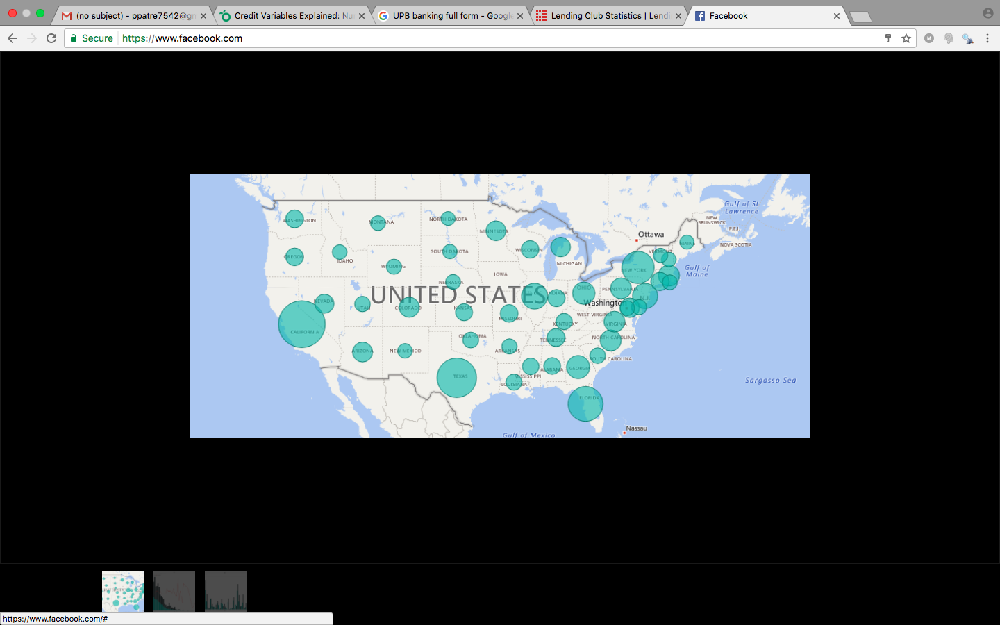 (no subject) - ppatre7542@gm
Credit Variables Explained: Nu
UPB banking full form - Google
Lending Club Statistics | Lendi
Facebook
Secure
https://www.facebook.com
M
Gulf of St
Lawrence
NEW
BRUNSWICK
P.E.I.
NOVA SCOTIA
Ottawa
MAINE
WASHINGTON
MONTANA
NORTH DAKOTA
MINNESOTA
VERMONT
WISCONSIN
OREGON
IDAHO
SOUTH DAKOTA
MICHIGAN
WYOMING
NEW YORK
Gulf of
Maine
IOWA
NEBRASKA
UNITED STATES
OHIO
PENNSYLVANIA
INDIANA
N.J.
NEVADA
UTAH
COLORADO
KANSAS
Washington
MISSOURI
WEST VIRGINIA
KENTUCKY
VIRGINIA
CALIFORNIA
OKLAHOMA
TENNESSEE
NORTH CAROLINA
ARIZONA
NEW MEXICO
ARKANSAS
SOUTH CAROLINA
ALABAMA
GEORGIA
TEXAS
MISSISSIPPI
LOUISIANA
Sargasso Sea
FLORIDA
Nassau
Gulf of Mexico
https://www.facebook.com/#